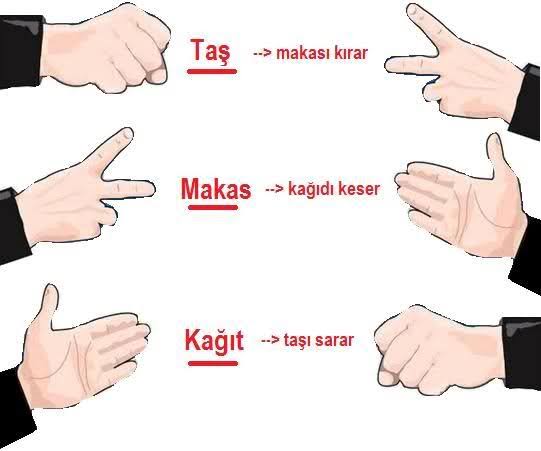 Taş --> makası kırar
Makas --> kağıdı keser
Kağıt --> taşı sarar